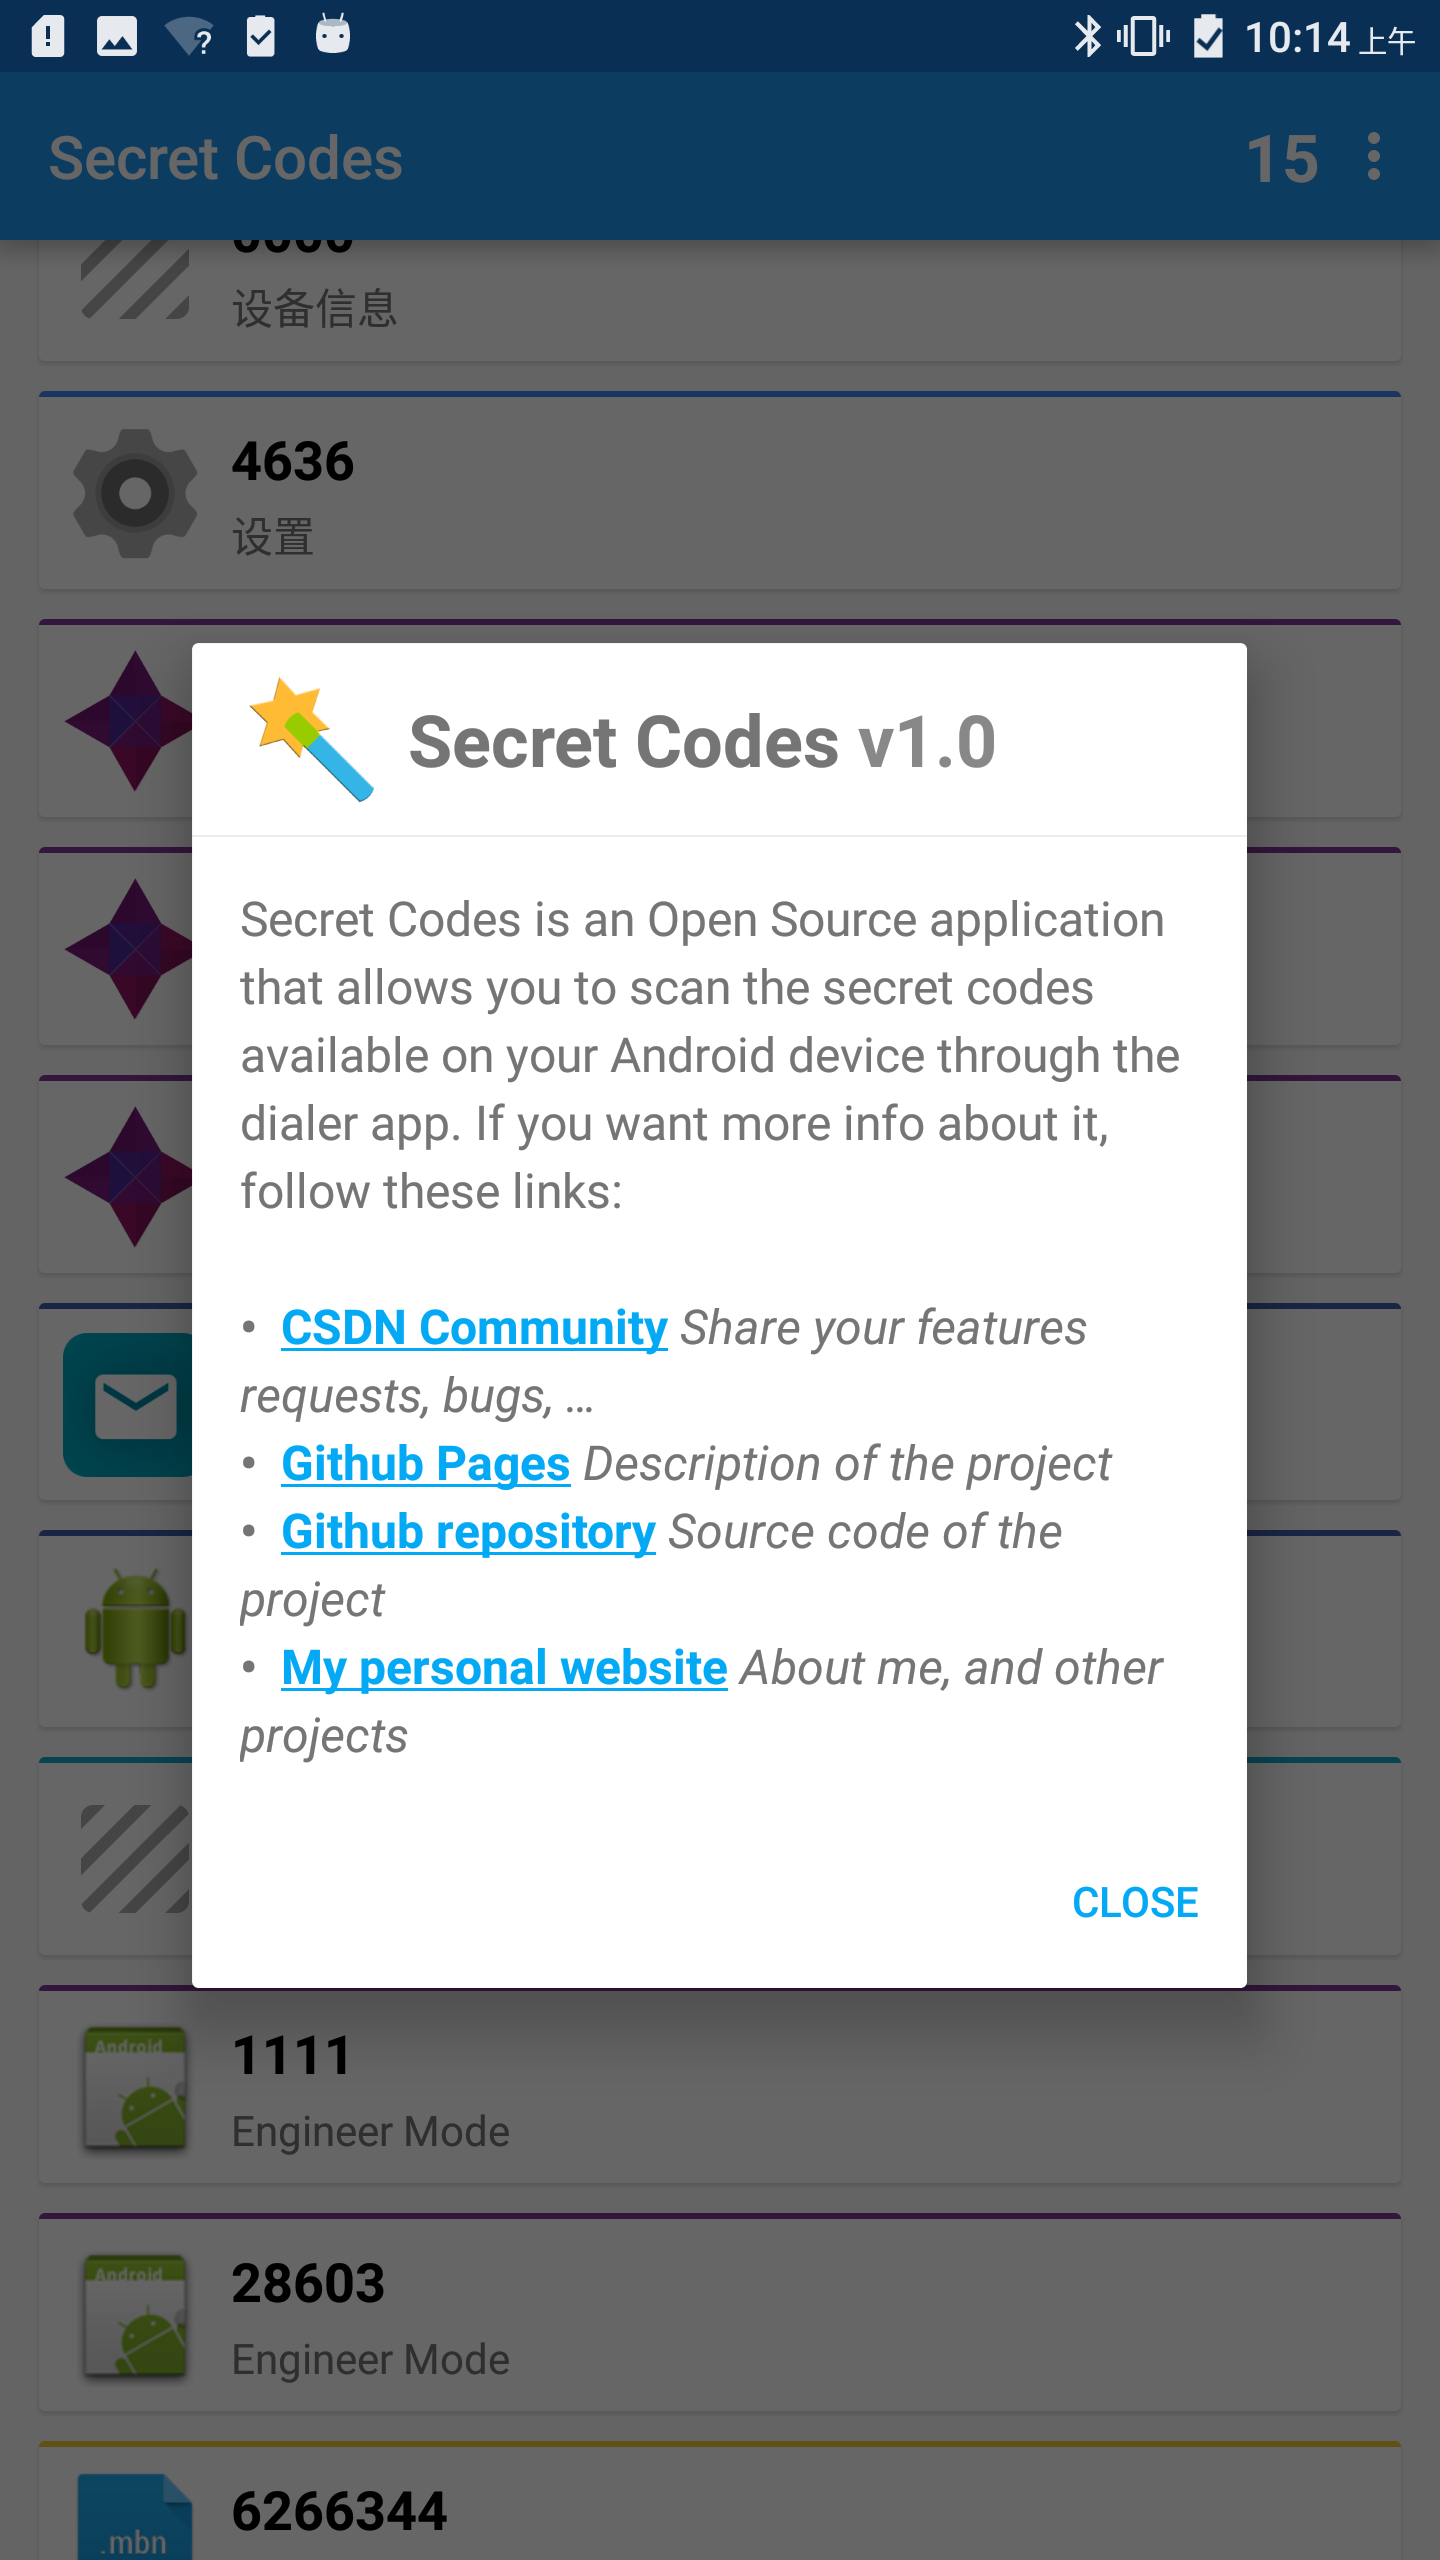 10:14 上午
Secret Codes 15
设备信息
4636
设置
Secret Codes v1.0
Secret Codes is an Open Source application
that allows you to scan the secret codes
available on your Android device through the
dialer app. If you want more info about it,
follow these links:
• CSDN Community Share your features
requests, bugs, …
• Github Pages Description of the project
• Github repository Source code of the
project
• My personal website About me, and other
projects
CLOSE
Android
1111
Engineer Mode
Android
28603
Engineer Mode
6266344
.mbn